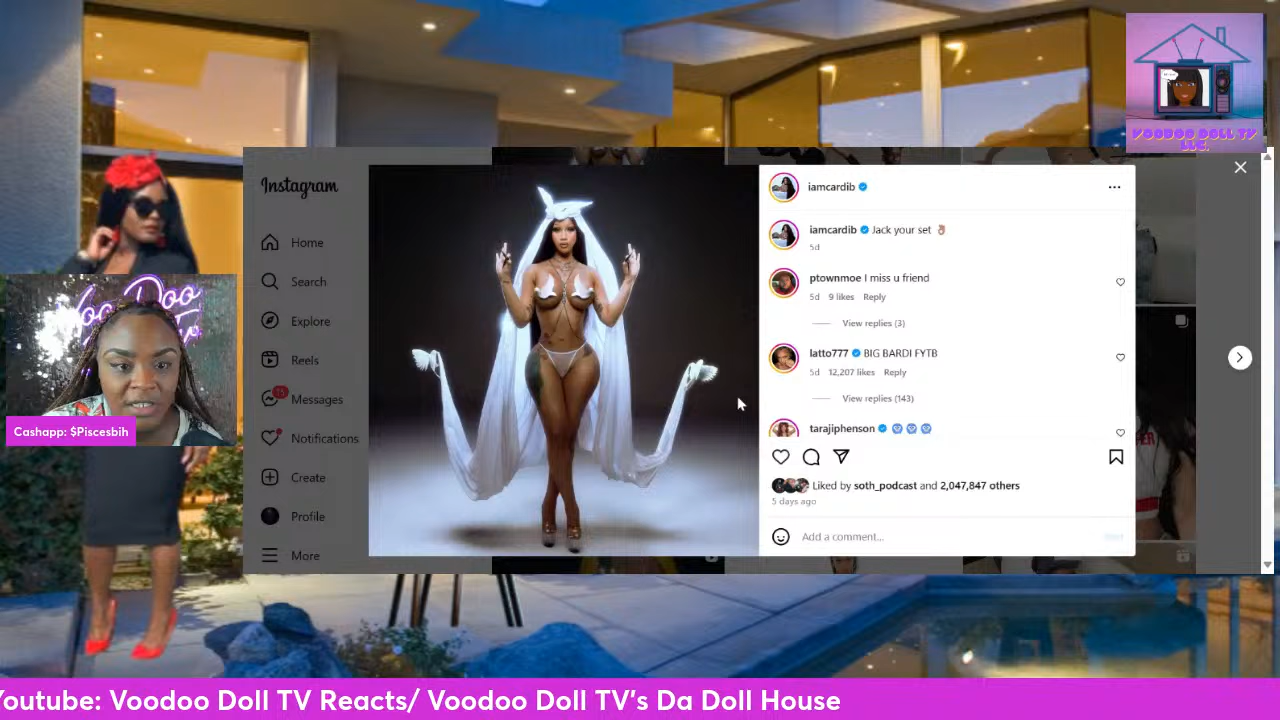 VOODOO DOLL TV
LLC.
Instagram
Home
Search
Explore
Reels
Messages
Notifications
Create
Profile
More
iamcardib
iamcardib Jack your set
5d
ptownmoe I miss u friend
5d 9 likes Reply
View replies (3)
latto777 BIG BARDI FYTB
5d 12,207 likes Reply
View replies (143)
tarajiphenson
Liked by soth_podcast and 2,047,847 others
5 days ago
Add a comment...
Voo Doo
Cashapp: $Piscesbih
Youtube: Voodoo Doll TV Reacts/ Voodoo Doll TV's Da Doll House